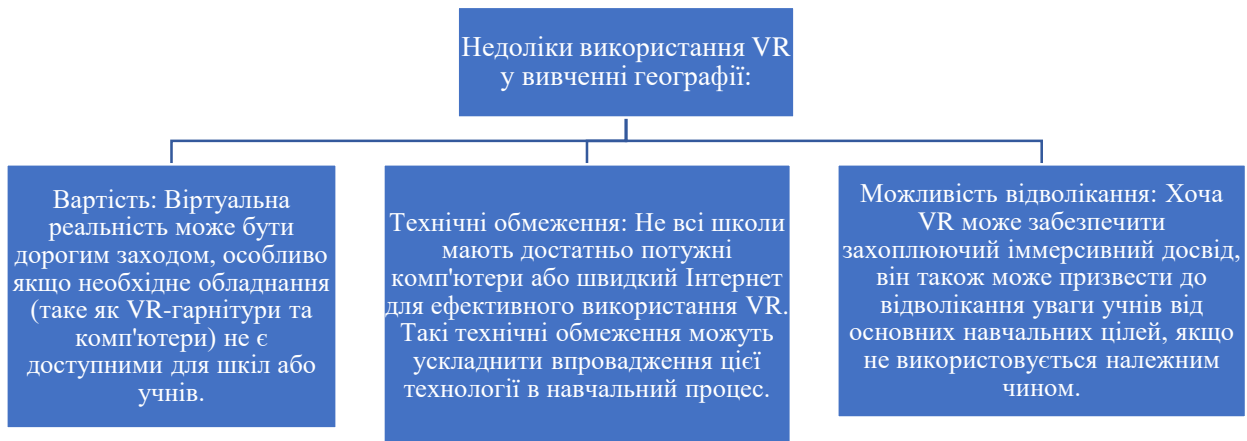 Недоліки використання VR
у вивченні географії:
Вартість: Віртуальна
реальність може бути
дорогим заходом, особливо
якщо необхідне обладнання
(таке як VR-гарнітури та
комп'ютери) не є
доступними для шкіл або
учнів.
Технічні обмеження: Не всі школи
мають достатньо потужні
комп'ютери або швидкий Інтернет
для ефективного використання VR.
Такі технічні обмеження можуть
ускладнити впровадження цієї
технології в навчальний процес.
Можливість відволікання: Хоча
VR може забезпечити
захоплюючий іммерсивний досвід,
він також може призвести до
відволікання уваги учнів від
основних навчальних цілей, якщо
не використовується належним
чином.